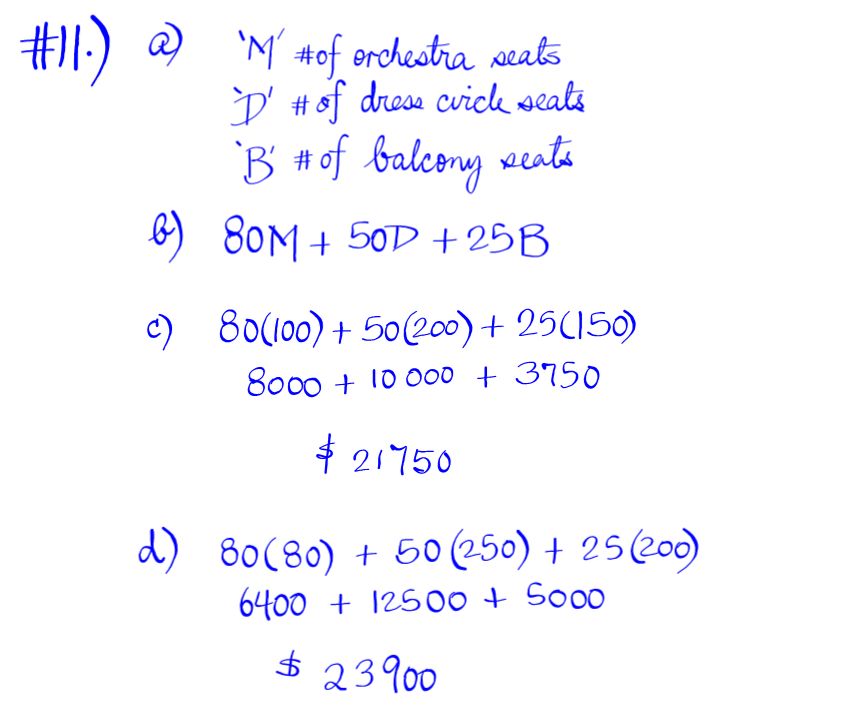 #11.) a) 'M' # of orchestra seats
'D' # of dress circle seats
'B' # of balcony seats
b) 80M + 50D + 25B
c) 80(100) + 50(200) + 25(150)
8000 + 10 000 + 3750
$ 21750
d) 80(80) + 50(250) + 25(200)
6400 + 12500 + 5000
$ 23900